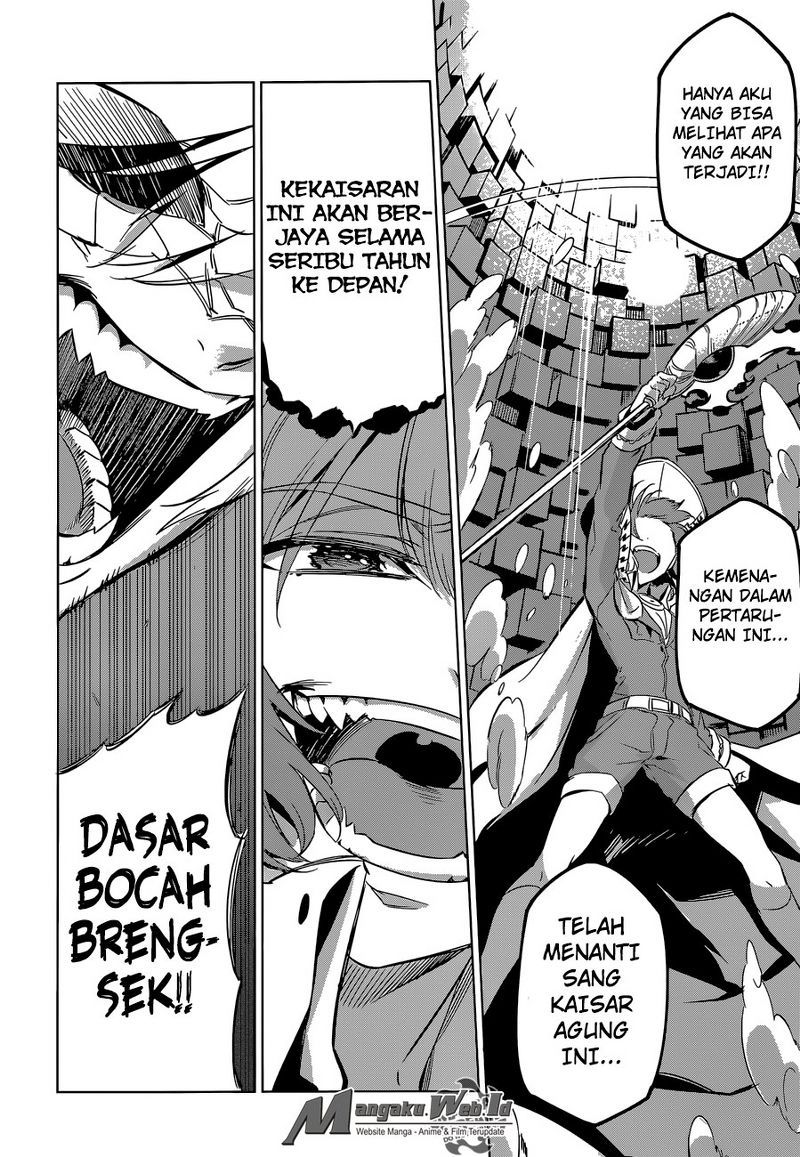 HANYA AKU
YANG BISA
MELIHAT APA
YANG AKAN
TERJADI!!
KEMENA-
NGAN DALAM
PERTARU-
NGAN INI...
TELAH
MENANTI
SANG
KAISAR
AGUNG
INI...
KEKAISARAN
INI AKAN BER-
JAYA SELAMA
SERIBU TAHUN
KE DEPAN!
DASAR
BOCAH
BRENG-
SEK!!
Mangaku.Web.Id
Website Manga - Anime & Film Terupdate